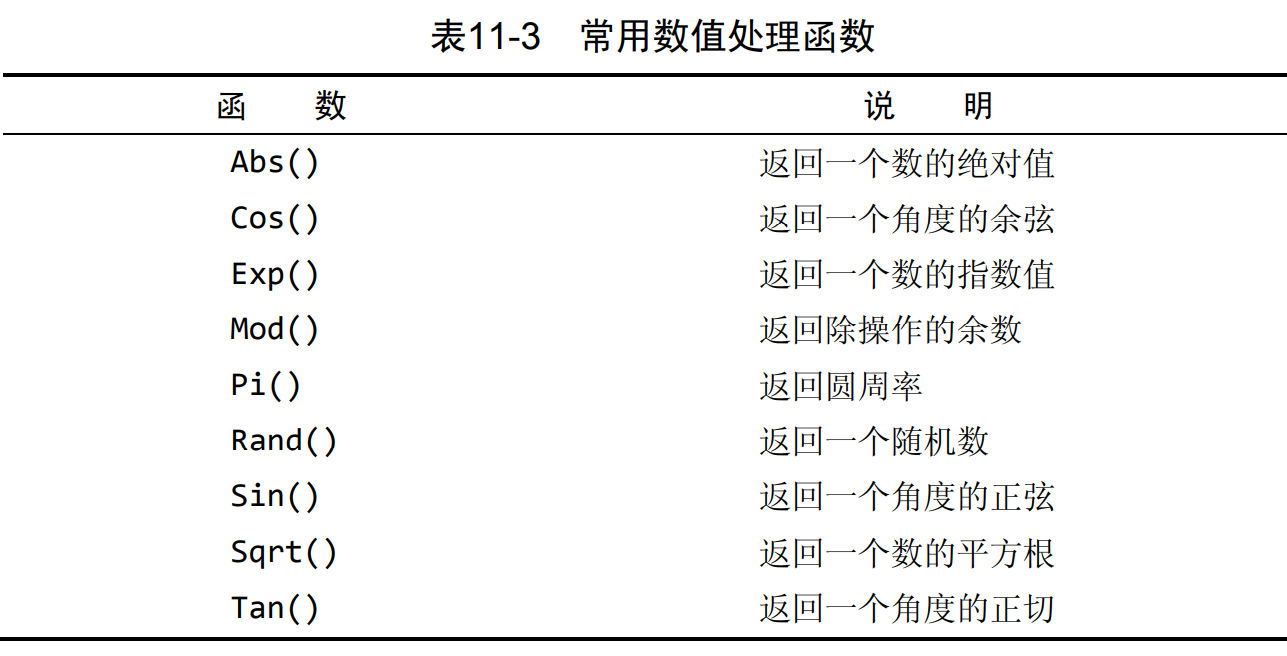 表11-3 常用数值处理函数
函 数 说 明
Abs() 返回一个数的绝对值
Cos() 返回一个角度的余弦
Exp() 返回一个数的指数值
Mod() 返回除操作的余数
Pi() 返回圆周率
Rand() 返回一个随机数
Sin() 返回一个角度的正弦
Sqrt() 返回一个数的平方根
Tan() 返回一个角度的正切